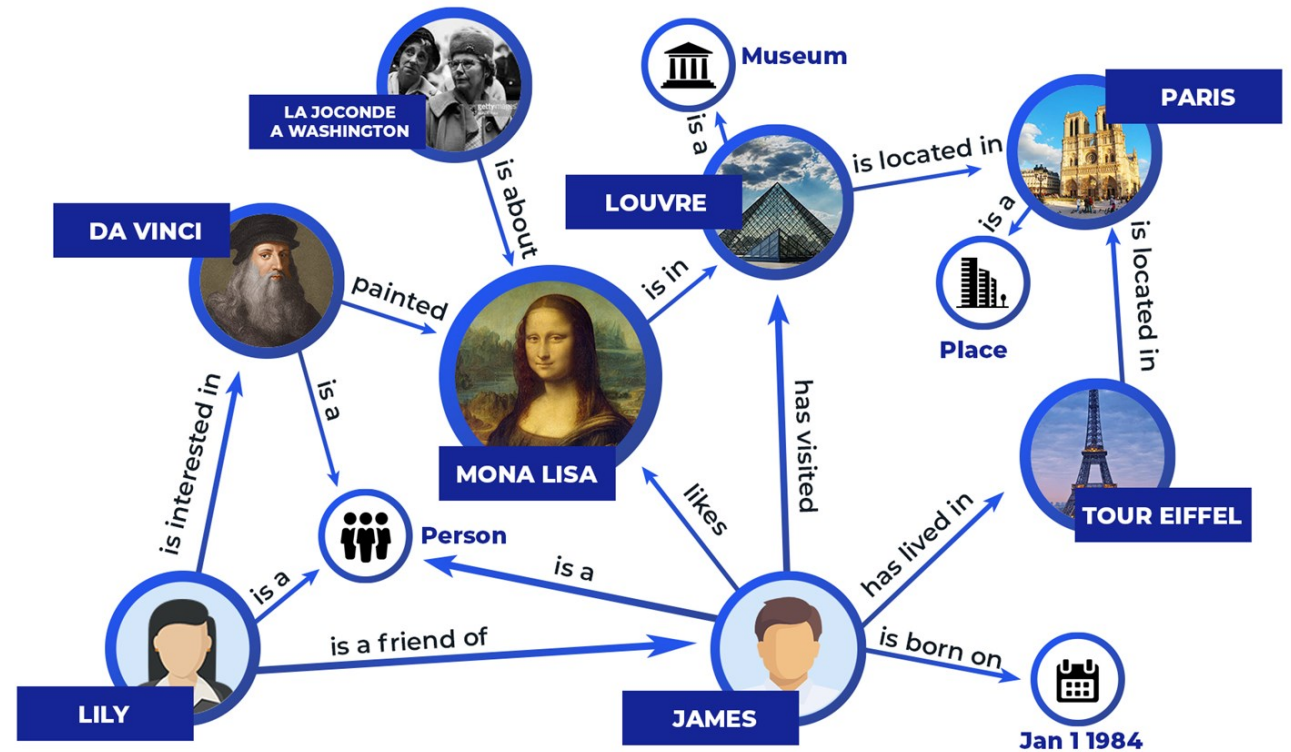 LA JOCONDE
A WASHINGTON
gettyimages
Museum
PARIS
is a
is located in
LOUVRE
is a
is about
DA VINCI
is located in
painted
is in
Place
is a
is interested in
has visited
MONA LISA
likes
TOUR EIFFEL
Person
has lived in
is a
is a
is a friend of
is born on
LILY
JAMES
Jan 1 1984